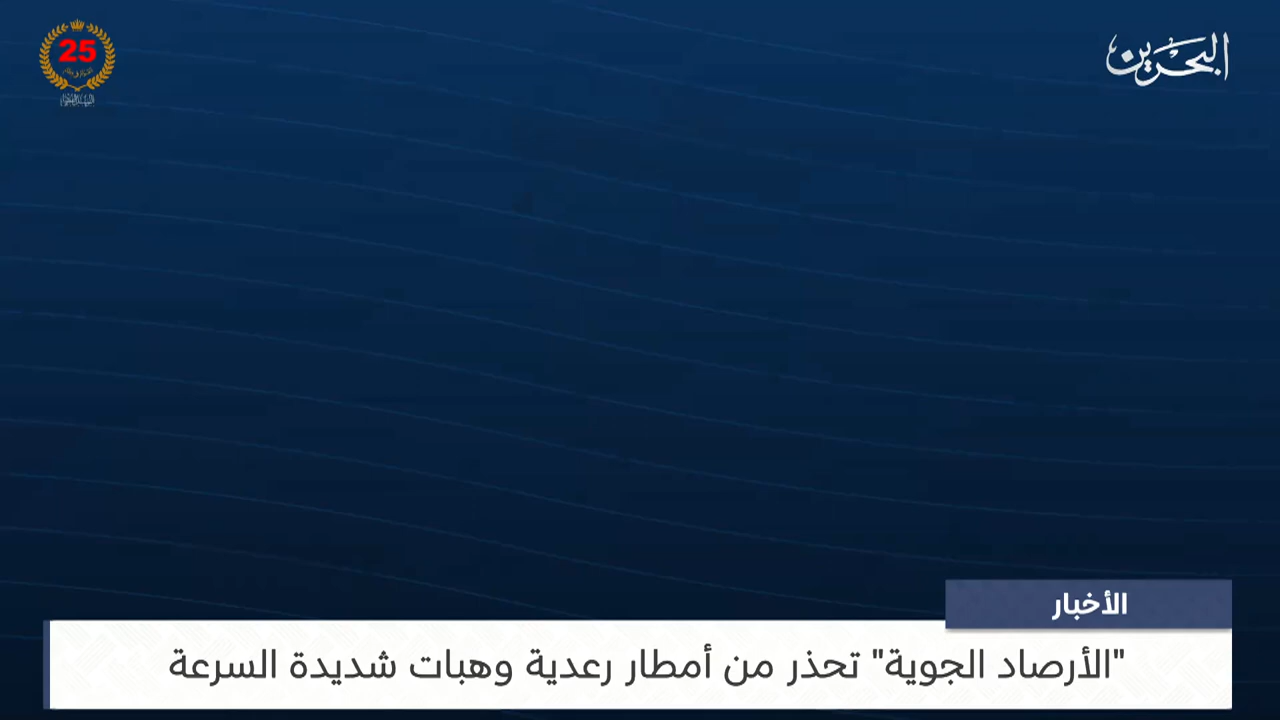 البحرين
25
الأخبار
"الأرصاد الجوية" تحذر من أمطار رعدية وهبات شديدة السرعة